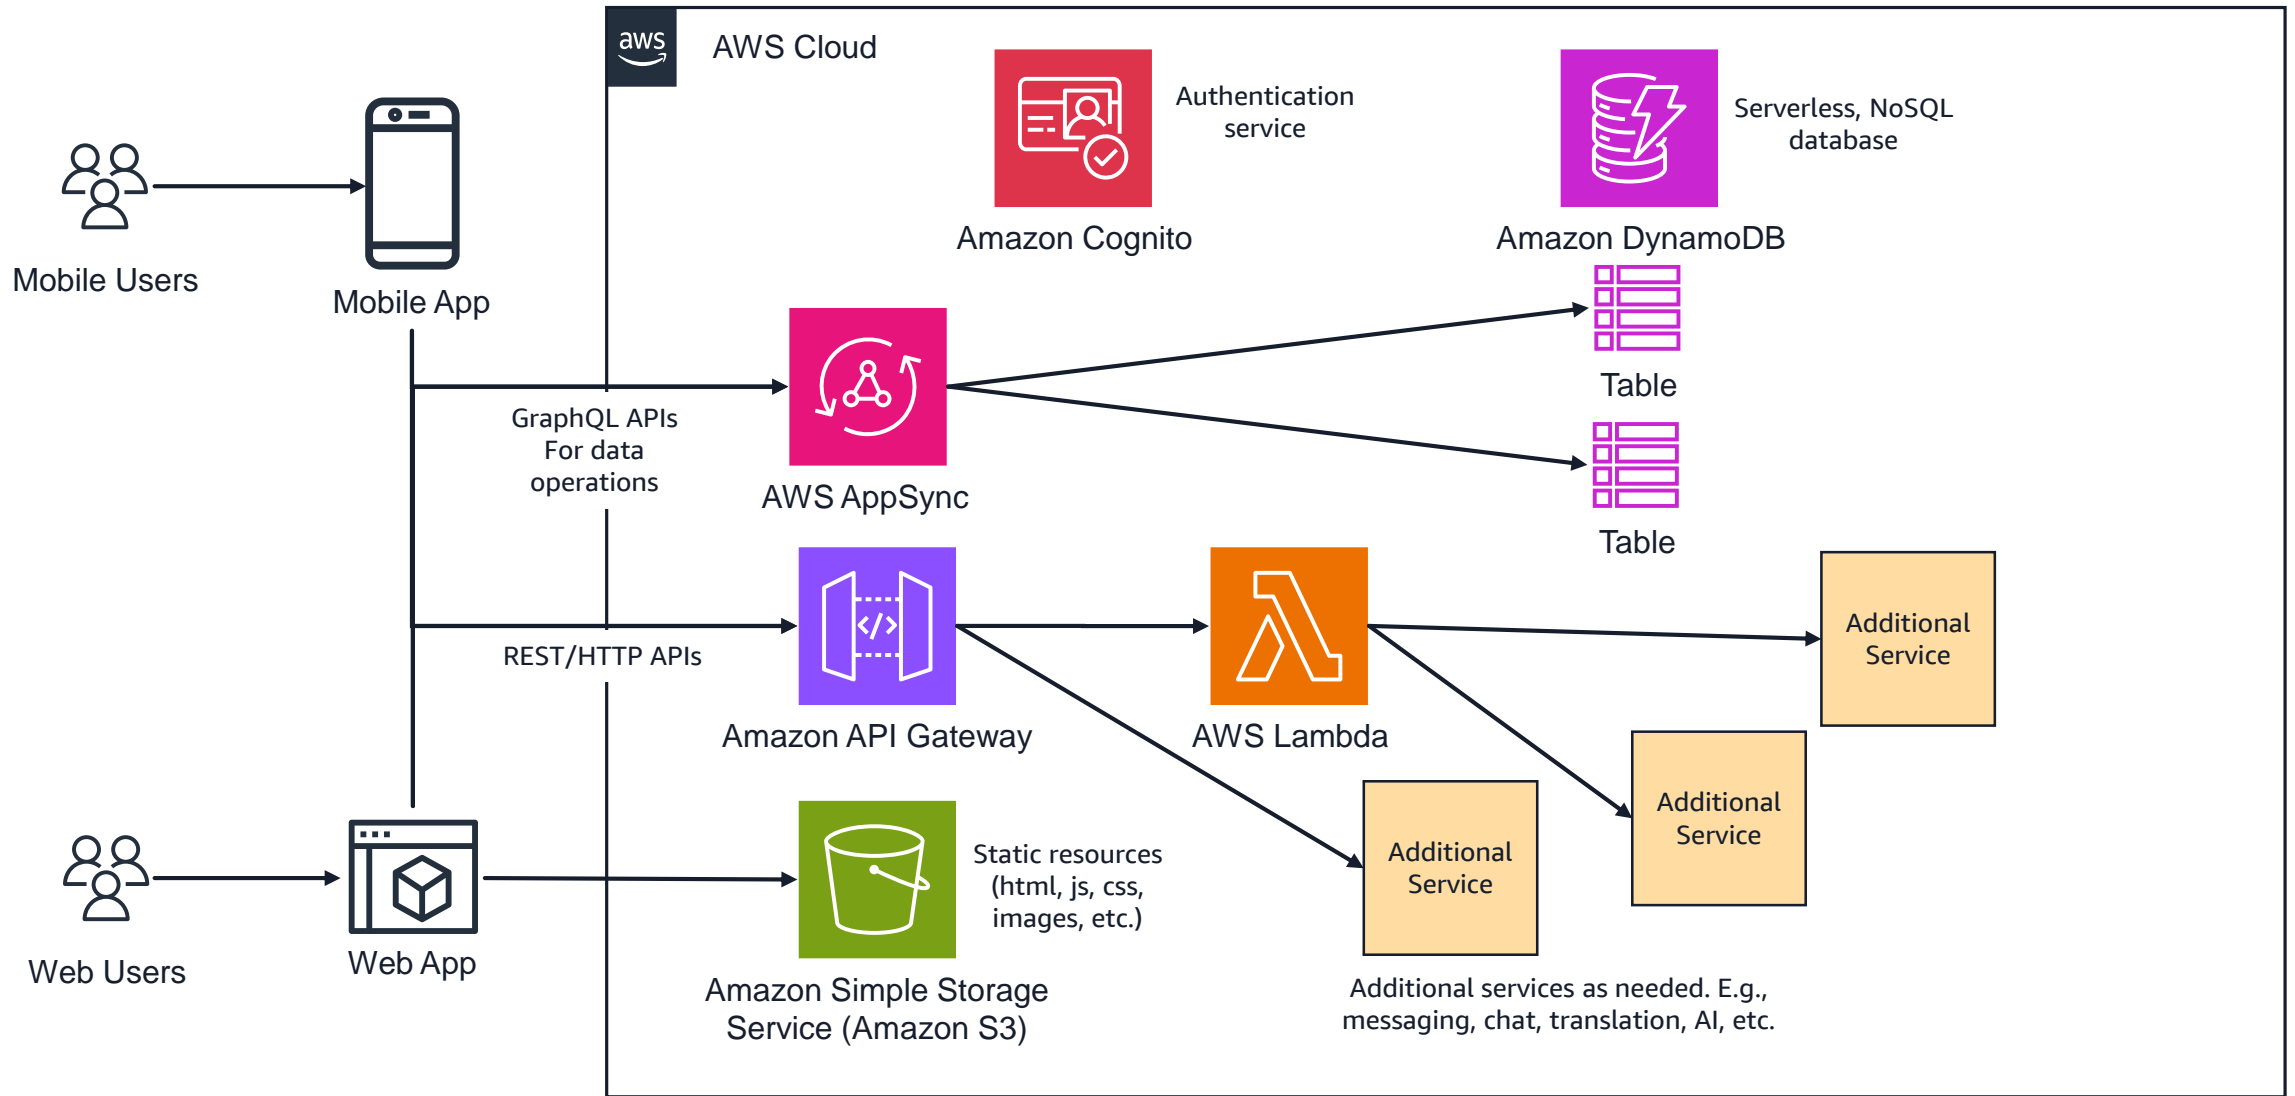 aws
AWS Cloud
Authentication
service
Serverless, NoSQL
database
Amazon Cognito
Amazon DynamoDB
Mobile Users
Mobile App
Table
GraphQL APIs
For data
operations
AWS AppSync
Table
Additional
Service
REST/HTTP APIs
Amazon API Gateway
AWS Lambda
Additional
Service
Additional
Service
Static resources
(html, js, css,
images, etc.)
Web Users
Web App
Amazon Simple Storage
Service (Amazon S3)
Additional services as needed. E.g.,
messaging, chat, translation, AI, etc.